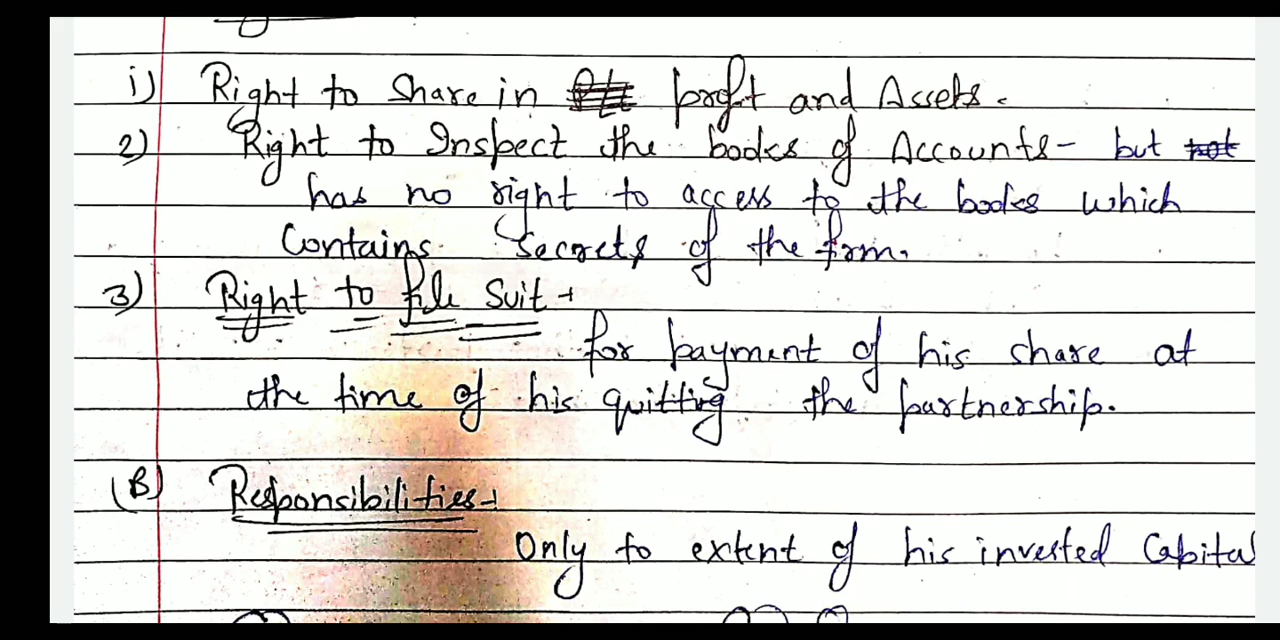 i) Right to Share in profit and Assets.
2) Right to Inspect the books of Accounts- but not
has no right to access to the books which
Contains Secrets of the firm.
3) Right to file Suit -
for payment of his share at
the time of his quitting the partnership.
(B) Responsibilities -
Only to extent of his invested Capital